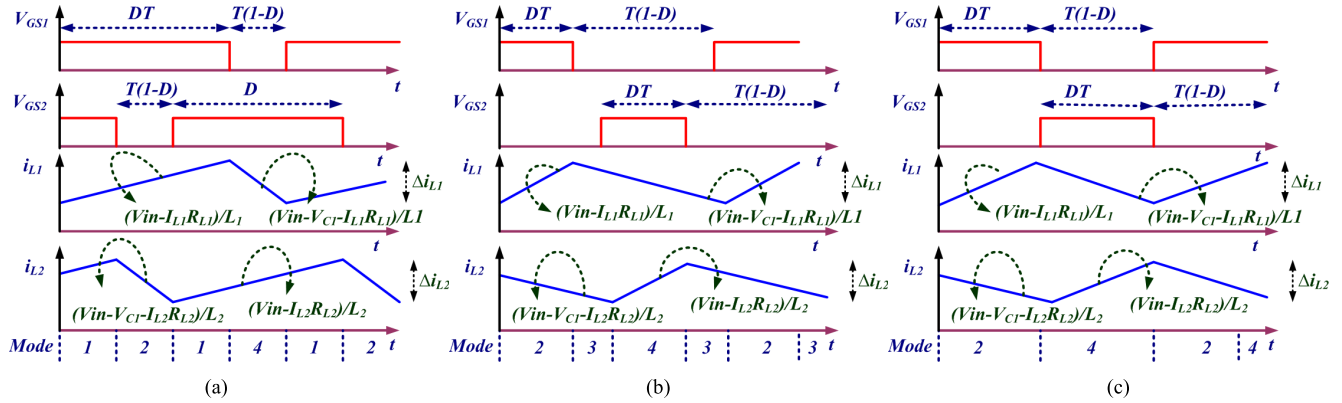 V_GS1
DT
T(1-D)
t
V_GS2
T(1-D)
D
t
i_L1
Δi_L1
(Vin-I_L1R_L1)/L_1
(Vin-V_C1-I_L1R_L1)/L1
t
i_L2
Δi_L2
(Vin-V_C1-I_L2R_L2)/L_2
(Vin-I_L2R_L2)/L_2
Mode 1 2 1 4 1 2 t
(a)
V_GS1
DT
T(1-D)
t
V_GS2
DT
T(1-D)
t
i_L1
Δi_L1
(Vin-I_L1R_L1)/L_1
(Vin-V_C1-I_L1R_L1)/L1
t
i_L2
Δi_L2
(Vin-V_C1-I_L2R_L2)/L_2
(Vin-I_L2R_L2)/L_2
Mode 2 3 4 3 2 3 t
(b)
V_GS1
DT
T(1-D)
t
V_GS2
DT
T(1-D)
t
i_L1
Δi_L1
(Vin-I_L1R_L1)/L_1
(Vin-V_C1-I_L1R_L1)/L1
t
i_L2
Δi_L2
(Vin-V_C1-I_L2R_L2)/L_2
(Vin-I_L2R_L2)/L_2
Mode 2 4 2 4 t
(c)